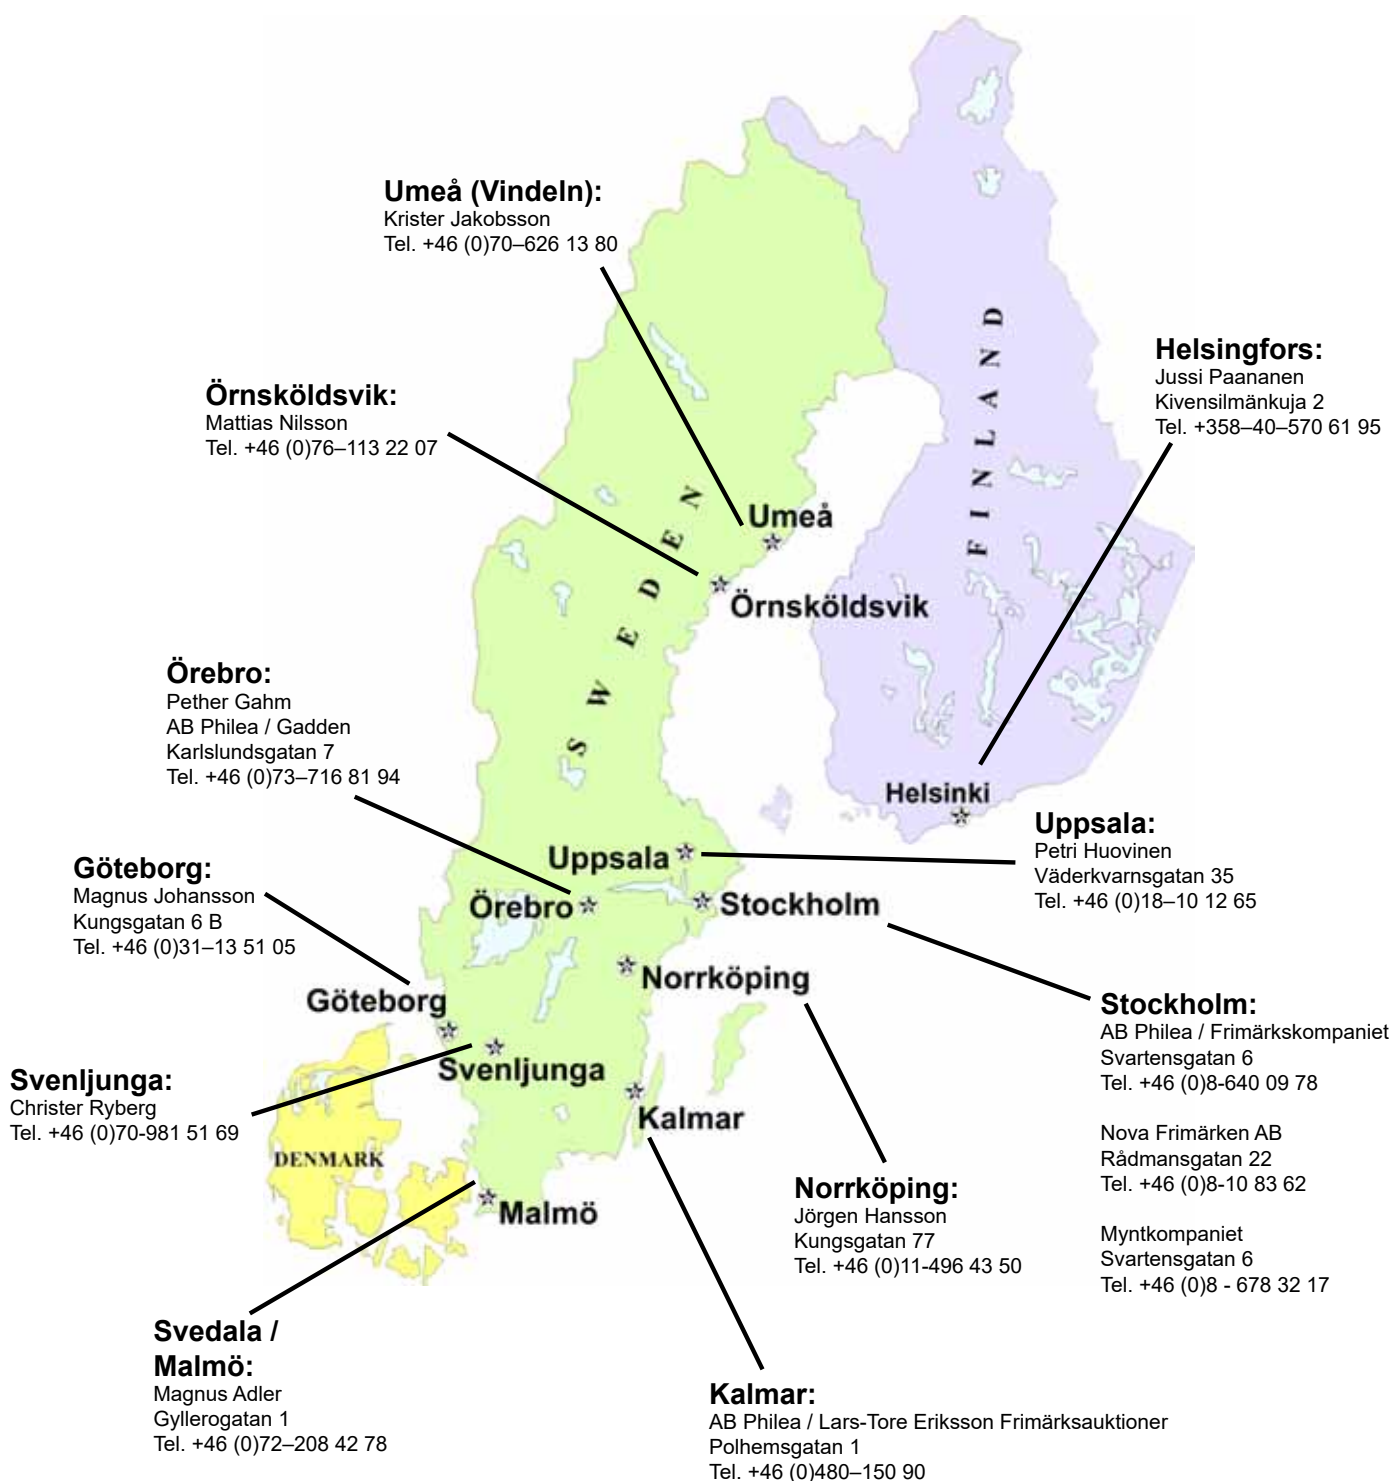 Umeå (Vindeln):
Krister Jakobsson
Tel. +46 (0)70–626 13 80
Helsingfors:
Jussi Paananen
Kivensilmänkuja 2
Tel. +358–40–570 61 95
Örnsköldsvik:
Mattias Nilsson
Tel. +46 (0)76–113 22 07
FINLAND
SWEDEN
Umeå
Örnsköldsvik
Örebro:
Pether Gahm
AB Philea / Gadden
Karlslundsgatan 7
Tel. +46 (0)73–716 81 94
Helsinki
Uppsala:
Petri Huovinen
Väderkvarnsgatan 35
Tel. +46 (0)18–10 12 65
Uppsala
Göteborg:
Magnus Johansson
Kungsgatan 6 B
Tel. +46 (0)31–13 51 05
Örebro
Stockholm
Norrköping
Göteborg
Stockholm:
AB Philea / Frimärkskompaniet
Svartensgatan 6
Tel. +46 (0)8-640 09 78
Nova Frimärken AB
Rådmansgatan 22
Tel. +46 (0)8-10 83 62
Myntkompaniet
Svartensgatan 6
Tel. +46 (0)8 - 678 32 17
Svenljunga
Svenljunga:
Christer Ryberg
Tel. +46 (0)70-981 51 69
Kalmar
DENMARK
Malmö
Norrköping:
Jörgen Hansson
Kungsgatan 77
Tel. +46 (0)11-496 43 50
Svedala /
Malmö:
Magnus Adler
Gyllerogatan 1
Tel. +46 (0)72–208 42 78
Kalmar:
AB Philea / Lars-Tore Eriksson Frimärksauktioner
Polhemsgatan 1
Tel. +46 (0)480–150 90